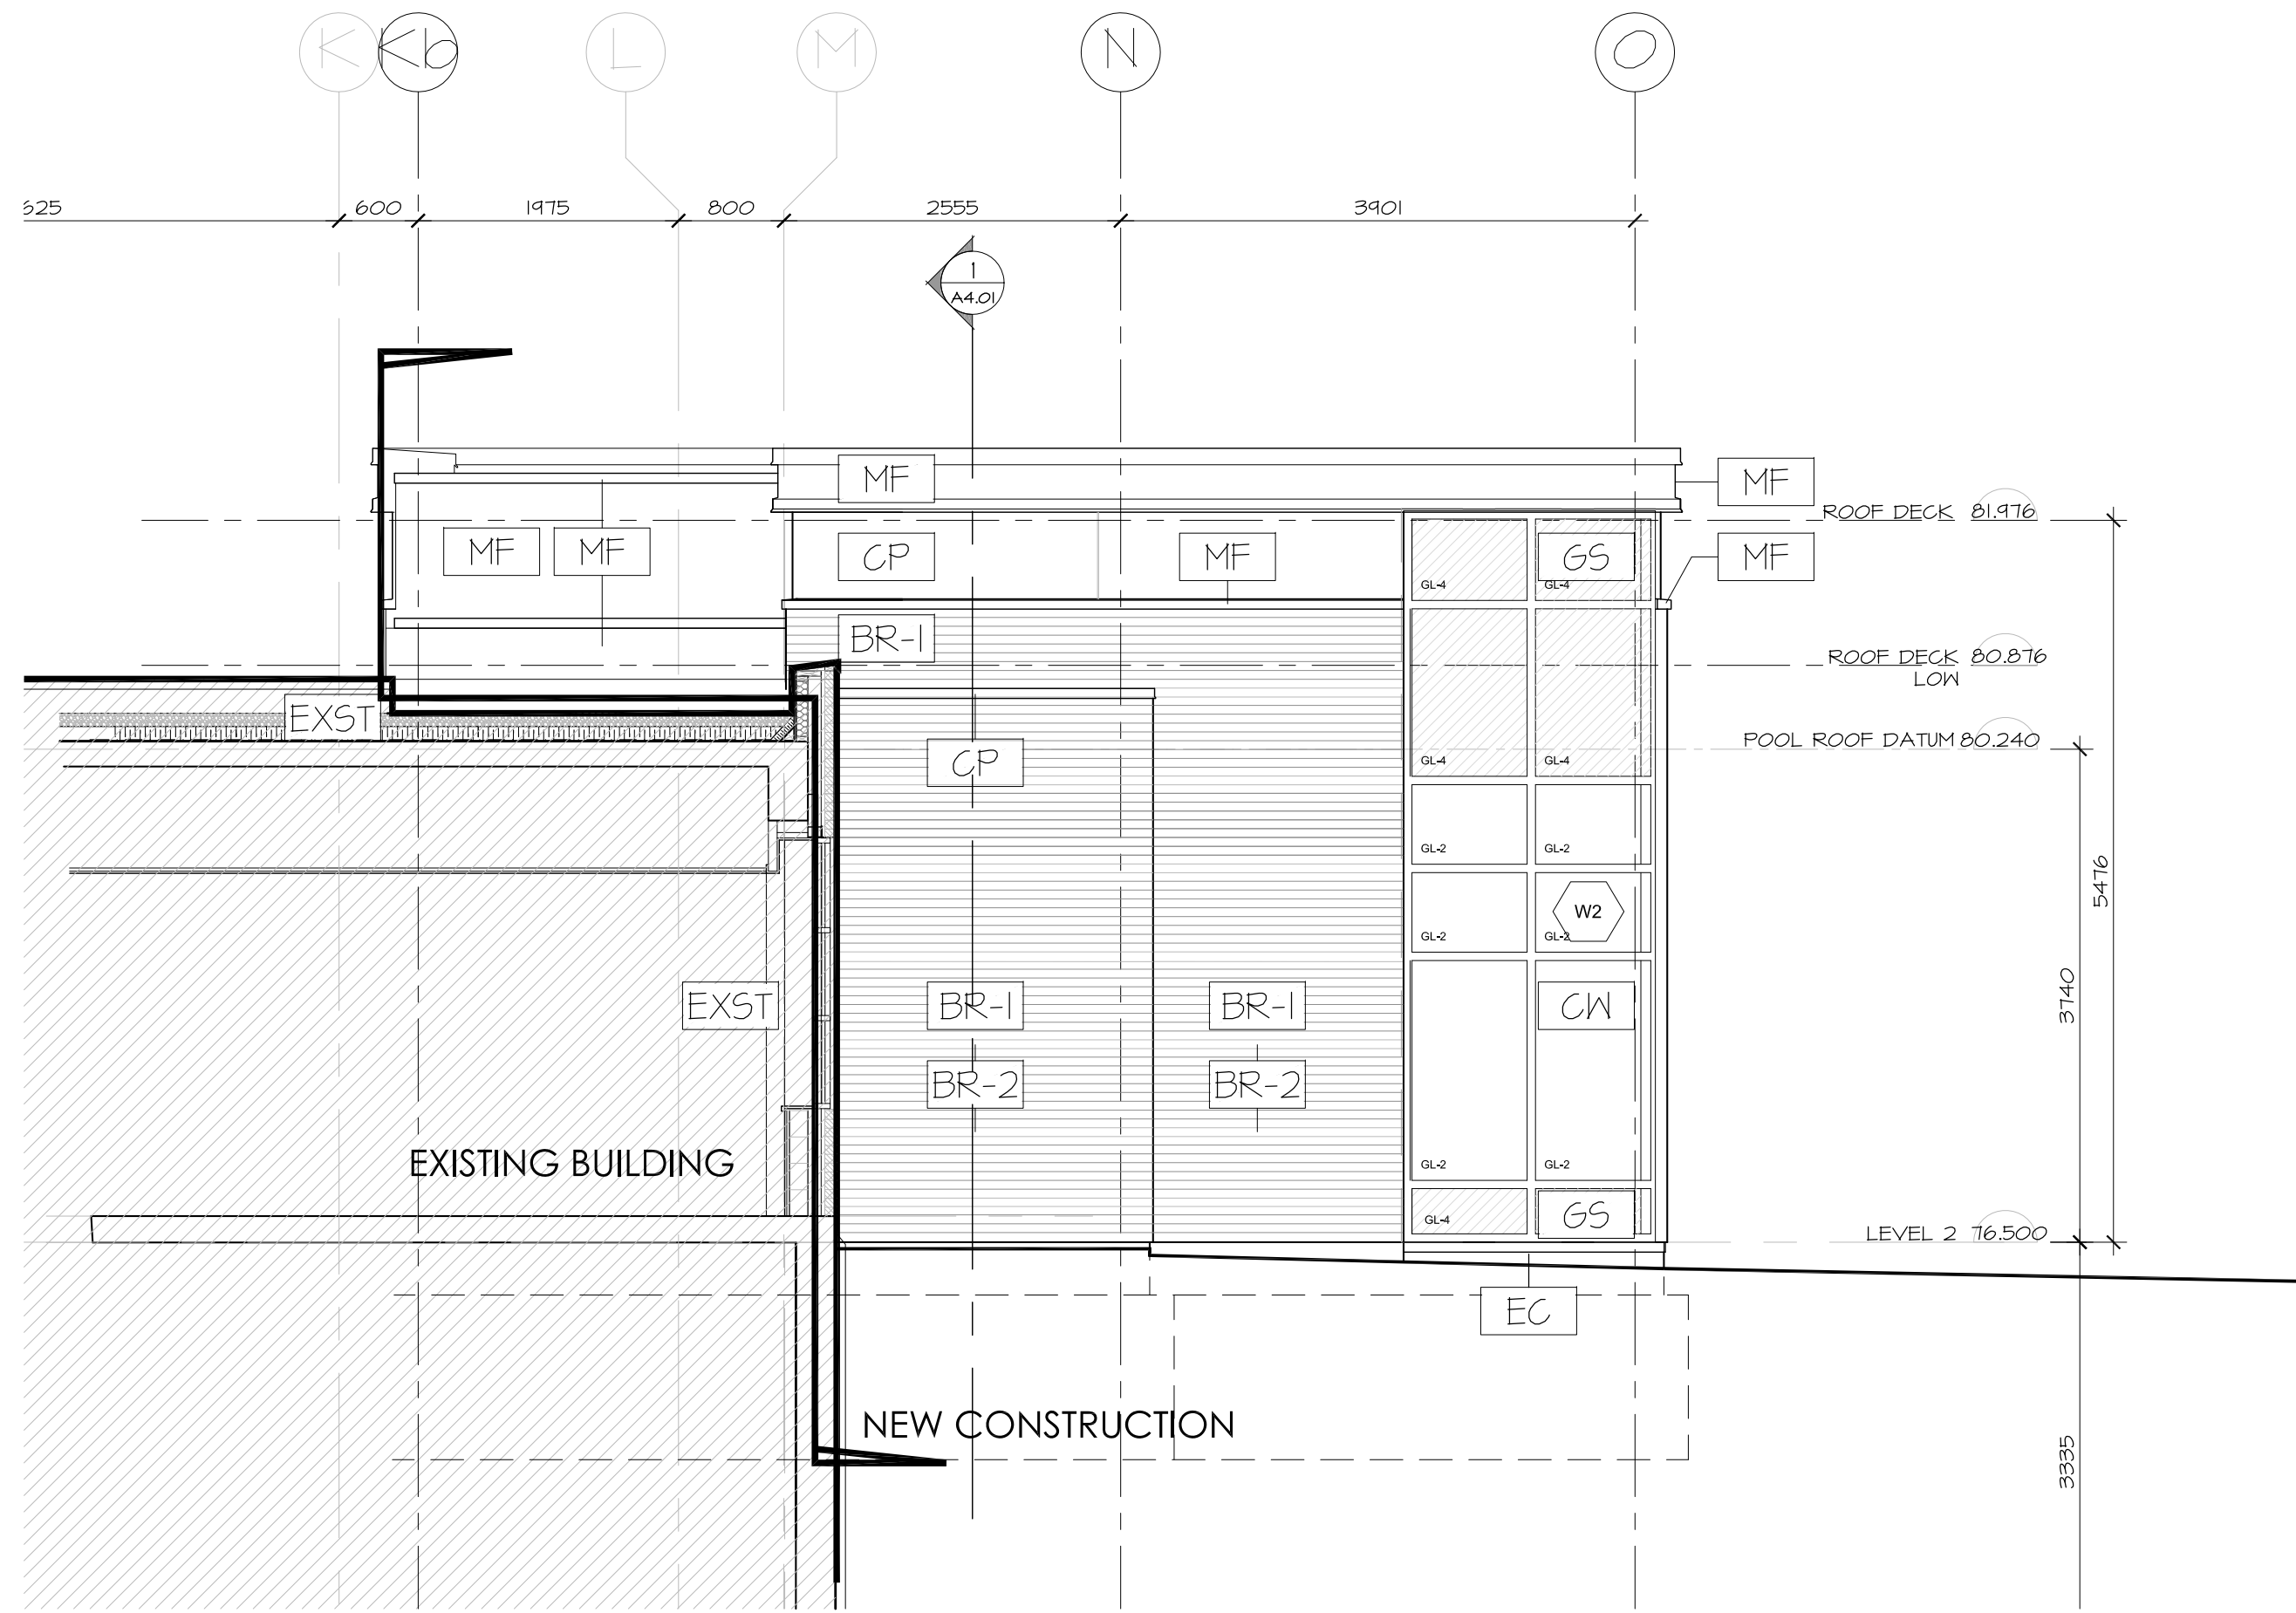 K Kb L M N O
525 600 1975 800 2555 3901
1
A4.01
MF MF
ROOF DECK 81.976
MF MF CP MF GS MF
GL-4 GL-4
BR-1
ROOF DECK 80.876
LOW
EXST
POOL ROOF DATUM 80.240
CP
GL-4 GL-4
GL-2 GL-2
5476
W2
GL-2 GL-2
3740
EXST BR-1 BR-1 CW
BR-2 BR-2
EXISTING BUILDING
GL-2 GL-2
GL-4 GS
LEVEL 2 76.500
EC
NEW CONSTRUCTION
3335